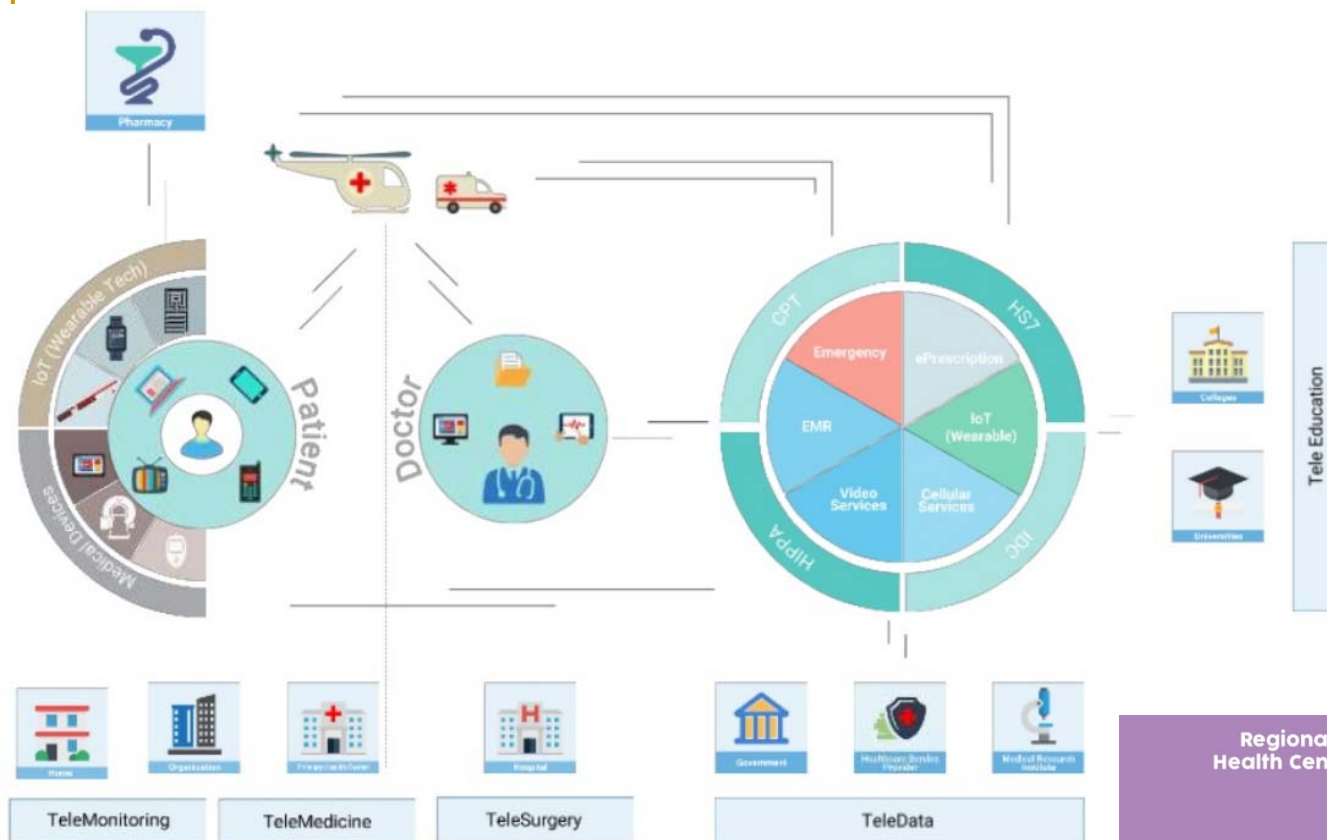 Pharmacy
IoT (Wearable Tech)
Medical Devices
Patient
Doctor
CPT
HS7
HIPPA
IDC
Emergency
ePrescription
EMR
IoT
(Wearable)
Video
Services
Cellular
Services
Colleges
Universities
Tele Education
Home
Organization
Primary Health Center
Hospital
Government
Healthcare Service
Provider
Medical Research
Institute
TeleMonitoring
TeleMedicine
TeleSurgery
TeleData
Regiona
Health Cen